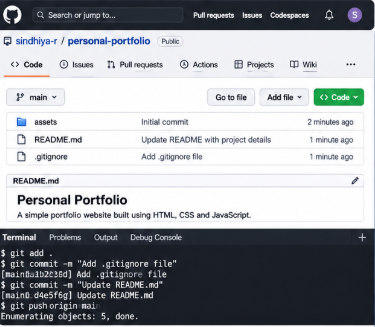 Search or jump to...
Pull requests
Issues
Codespaces
S
sindhiya-r / personal-portfolio
Public
<> Code
Issues
Pull requests
Actions
Projects
Wiki
...
main
Go to file
Add file
<> Code
assets
Initial commit
2 minutes ago
README.md
Update README with project details
1 minute ago
.gitignore
Add .gitignore file
1 minute ago
README.md
Personal Portfolio
A simple portfolio website built using HTML, CSS and JavaScript.
Terminal
Problems
Output
Debug Console
$ git add .
$ git commit -m "Add .gitignore file"
Add .gitignore file
$ git commit -m "Update README.md"
d4e5f6g] Update README.md
$ git push origin main
Enumerating objects: 5, done.